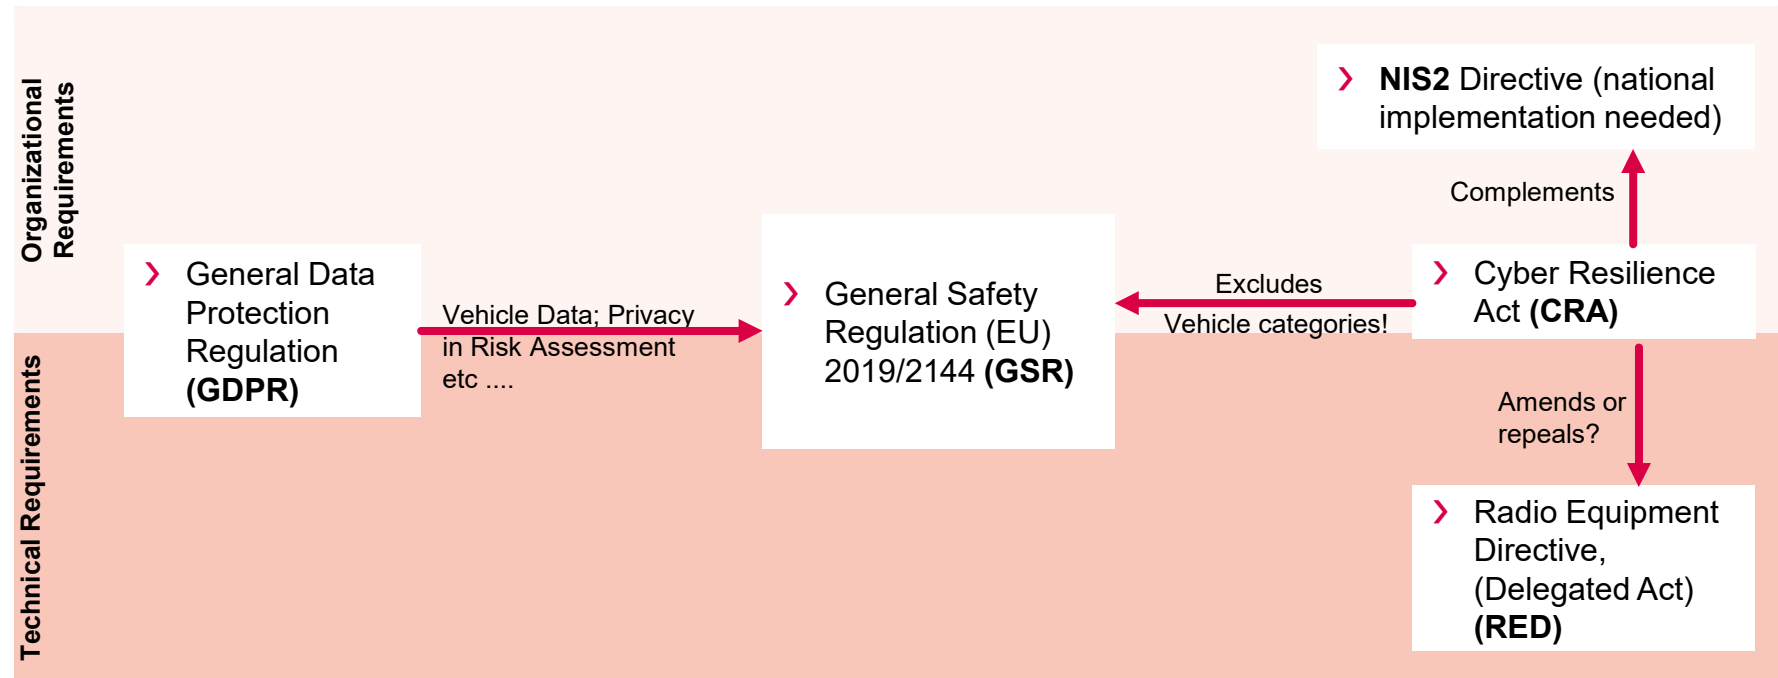 Organizational
Requirements
Technical Requirements
General Data
Protection
Regulation
(GDPR)
Vehicle Data; Privacy
in Risk Assessment
etc ....
General Safety
Regulation (EU)
2019/2144 (GSR)
Excludes
Vehicle categories!
NIS2 Directive (national
implementation needed)
Complements
Cyber Resilience
Act (CRA)
Amends or
repeals?
Radio Equipment
Directive,
(Delegated Act)
(RED)